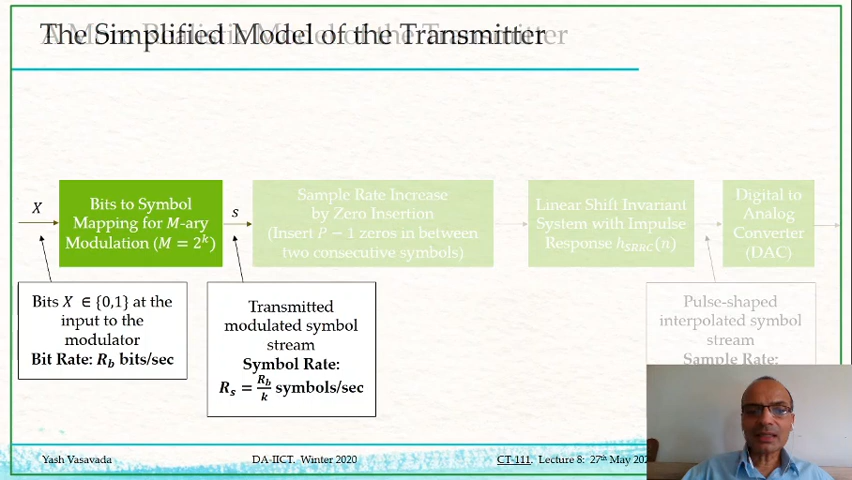 The Simplified Model of the Transmitter
X
Bits to Symbol
Mapping for M-ary
Modulation (M = 2^k)
s
Sample Rate Increase
by Zero Insertion
(Insert P − 1 zeros in between
two consecutive symbols)
Linear Shift Invariant
System with Impulse
Response h_SRRC(n)
Digital to
Analog
Converter
(DAC)
Bits X ∈ {0,1} at the
input to the
modulator
Bit Rate: R_b bits/sec
Transmitted
modulated symbol
stream
Symbol Rate:
R_s = R_b/k symbols/sec
Pulse-shaped
interpolated symbol
stream
Sample Rate:
Yash Vasavada
DA-IICT. Winter 2020
CT-111. Lecture 8: 27th May